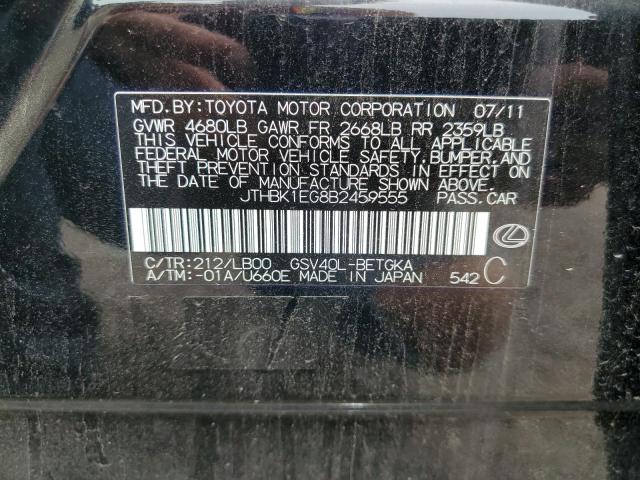 MFD.BY:TOYOTA MOTOR CORPORATION 07/11
GVWR 4680LB GAWR FR 2668LB RR 2359LB
THIS VEHICLE CONFORMS TO ALL APPLICABLE
FEDERAL MOTOR VEHICLE SAFETY,BUMPER,AND
THEFT PREVENTION STANDARDS IN EFFECT ON
THE DATE OF MANUFACTURE SHOWN ABOVE.
JTHBK1EG8B2459555 PASS.CAR
C/TR:212/LB00 GSV40L-BETGKA
A/TM:-01A/U660E MADE IN JAPAN 542 C